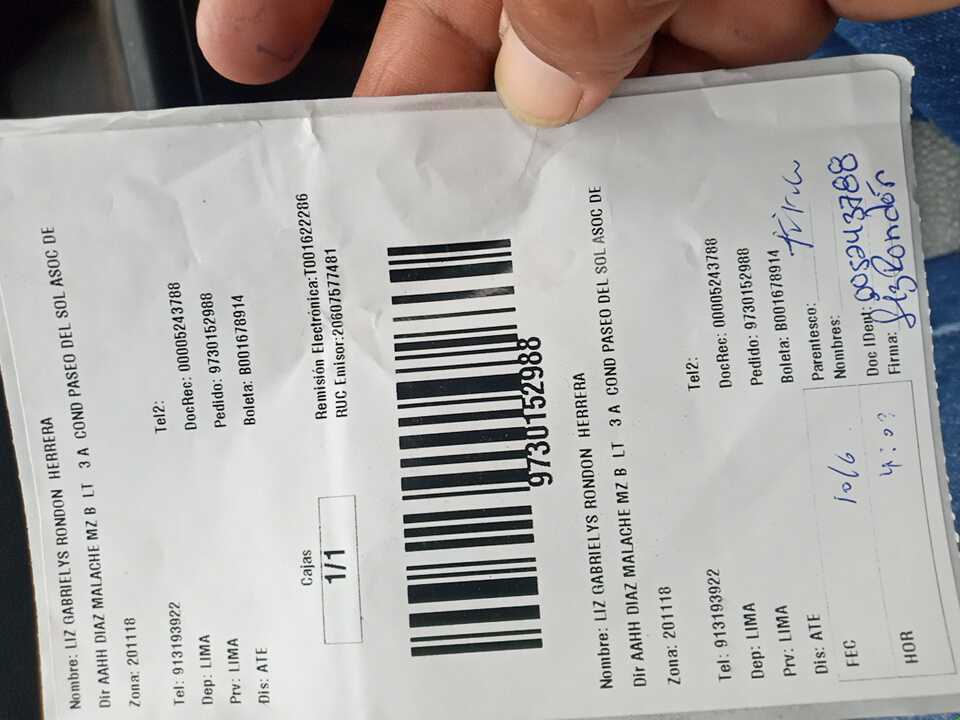 Nombre: LIZ GABRIELYS RONDON HERRERA
Dir AAHH DIAZ MALACHE MZ B LT 3 A COND PASEO DEL SOL ASOC DE
Zona: 201118
Tel: 913193922 Tel2:
Dep: LIMA DocRec: 00005243788
Prv: LIMA Pedido: 9730152988
Dis: ATE Boleta: B001678914
Cajas
1/1
Remisión Electrónica:T001622286
RUC Emisor:20607577481
9730152988
Nombre: LIZ GABRIELYS RONDON HERRERA
Dir AAHH DIAZ MALACHE MZ B LT 3 A COND PASEO DEL SOL ASOC DE
Zona: 201118
Tel: 913193922 Tel2:
Dep: LIMA DocRec: 00005243788
Prv: LIMA Pedido: 9730152988
Dis: ATE Boleta: B001678914
FEC 10/6 Parentesco:
Nombres:
HOR Doc IDent: 005243788
Firma: Rondón